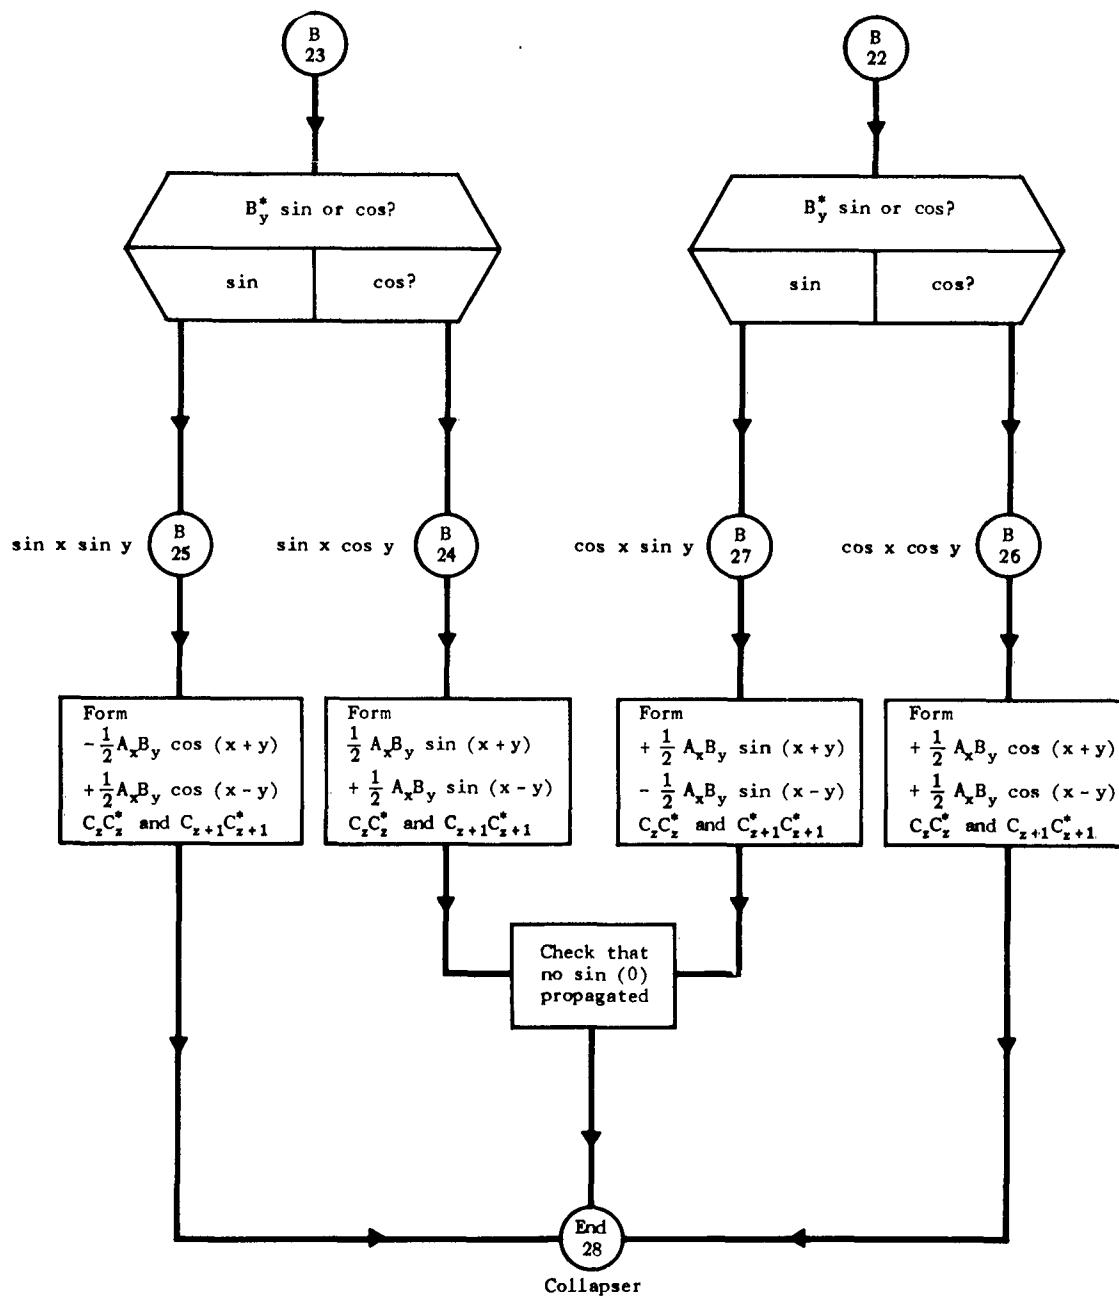 B
23
B
22
B*y sin or cos?
sin
cos?
B*y sin or cos?
sin
cos?
sin x sin y
B
25
sin x cos y
B
24
cos x sin y
B
27
cos x cos y
B
26
Form
- 1/2 AxBy cos (x + y)
+ 1/2 AxBy cos (x - y)
CzC*z and Cz+1C*z+1
Form
1/2 AxBy sin (x + y)
+ 1/2 AxBy sin (x - y)
CzC*z and Cz+1C*z+1
Form
+ 1/2 AxBy sin (x + y)
- 1/2 AxBy sin (x - y)
CzC*z and C*z+1C*z+1
Form
+ 1/2 AxBy cos (x + y)
+ 1/2 AxBy cos (x - y)
CzC*z and Cz+1C*z+1
Check that
no sin (0)
propagated
End
28
Collapser